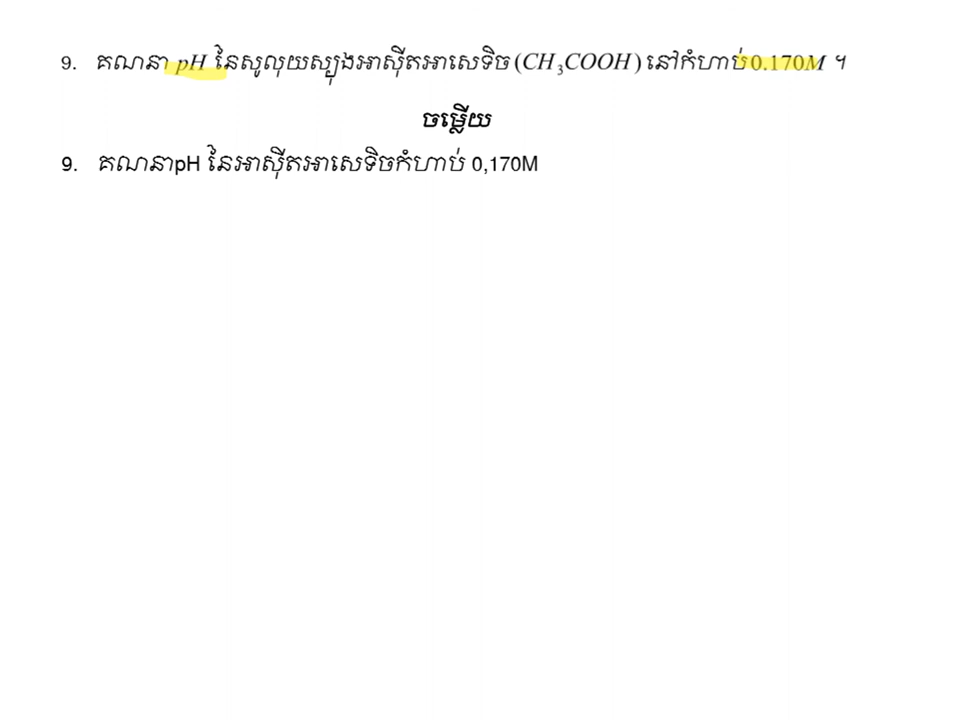 9. គណនា pH នៃសូលុយស្យុងអាស៊ីតអាសេទិច (CH₃COOH) នៅកំហាប់ 0.170M ។
ចម្លើយ
9. គណនាpH នៃអាស៊ីតអាសេទិចកំហាប់ 0,170M